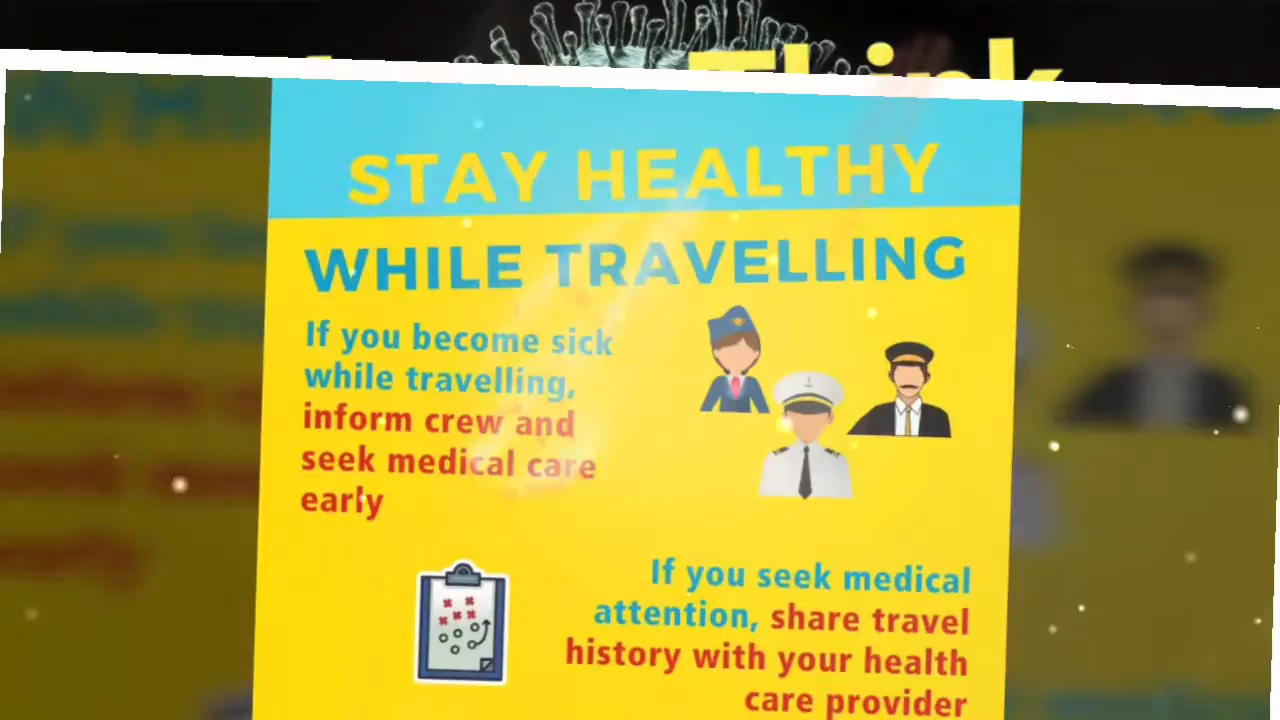 Think
STAY HEALTHY
WHILE TRAVELLING
If you become sick
while travelling,
inform crew and
seek medical care
early
If you seek medical
attention, share travel
history with your health
care provider